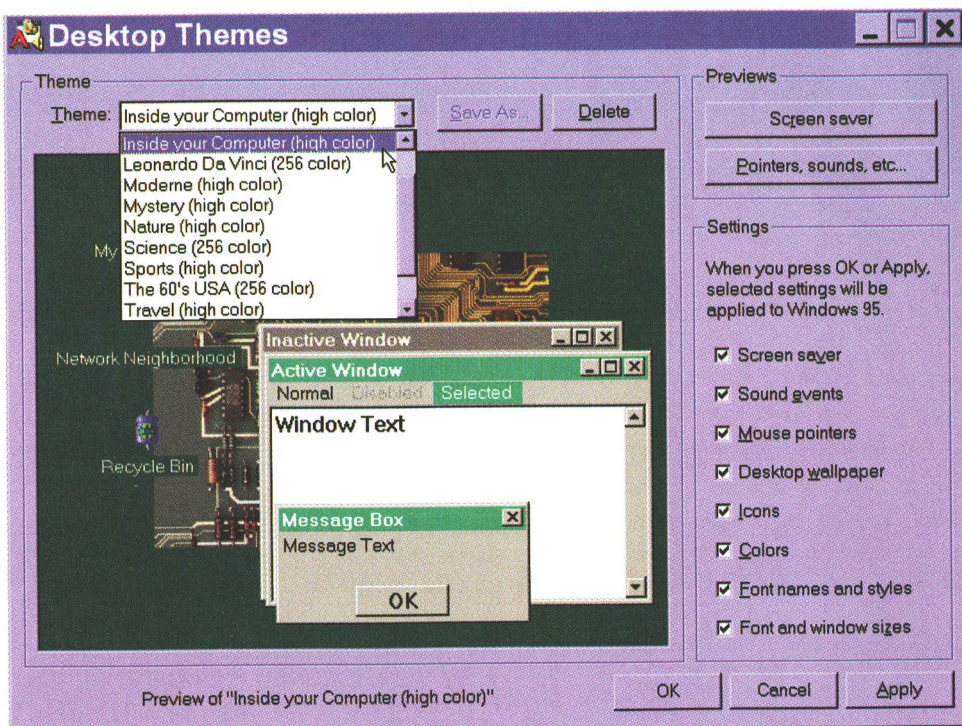 Desktop Themes
Theme
Theme: Inside your Computer (high color)
Save As...
Delete
Inside your Computer (high color)
Leonardo Da Vinci (256 color)
Moderne (high color)
Mystery (high color)
Nature (high color)
Science (256 color)
Sports (high color)
The 60's USA (256 color)
Travel (high color)
My
Network Neighborhood
Recycle Bin
Inactive Window
Active Window
Normal Disabled Selected
Window Text
Message Box
Message Text
OK
Preview of "Inside your Computer (high color)"
Previews
Screen saver
Pointers, sounds, etc...
Settings
When you press OK or Apply,
selected settings will be
applied to Windows 95.
Screen saver
Sound events
Mouse pointers
Desktop wallpaper
Icons
Colors
Font names and styles
Font and window sizes
OK
Cancel
Apply